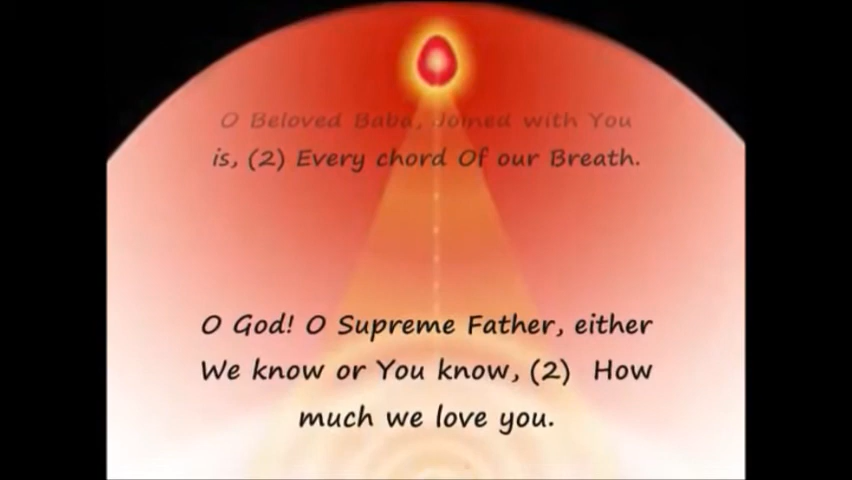 O Beloved Baba, Joined with You
is, (2) Every chord Of our Breath.
O God! O Supreme Father, either
We know or You know, (2) How
much we love you.